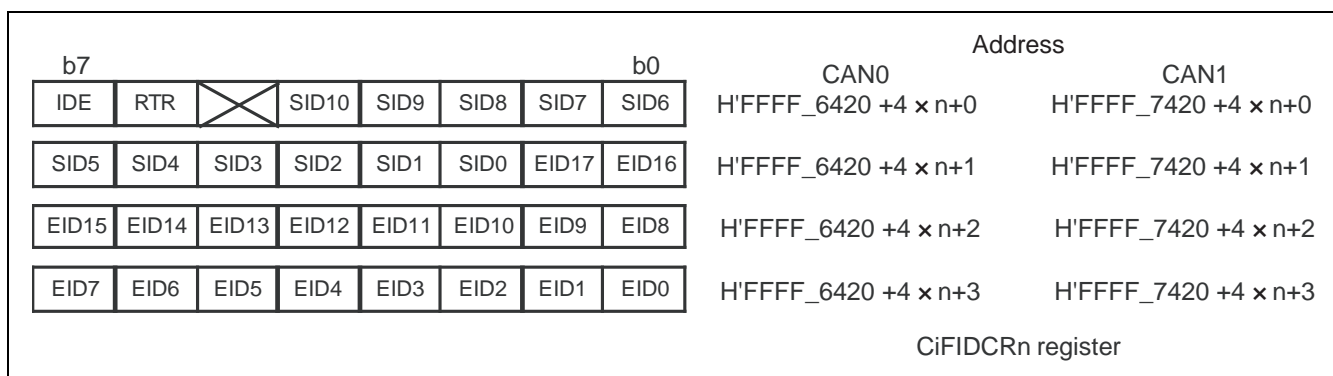 Address
b7 b0 CAN0 CAN1
IDE RTR SID10 SID9 SID8 SID7 SID6 H'FFFF_6420 +4 × n+0 H'FFFF_7420 +4 × n+0
SID5 SID4 SID3 SID2 SID1 SID0 EID17 EID16 H'FFFF_6420 +4 × n+1 H'FFFF_7420 +4 × n+1
EID15 EID14 EID13 EID12 EID11 EID10 EID9 EID8 H'FFFF_6420 +4 × n+2 H'FFFF_7420 +4 × n+2
EID7 EID6 EID5 EID4 EID3 EID2 EID1 EID0 H'FFFF_6420 +4 × n+3 H'FFFF_7420 +4 × n+3
CiFIDCRn register